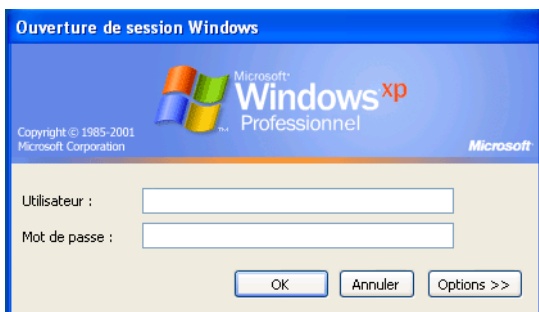 Ouverture de session Windows
Microsoft®
Windows xp
Professionnel
Copyright © 1985-2001
Microsoft Corporation
Microsoft
Utilisateur :
Mot de passe :
OK Annuler Options >>